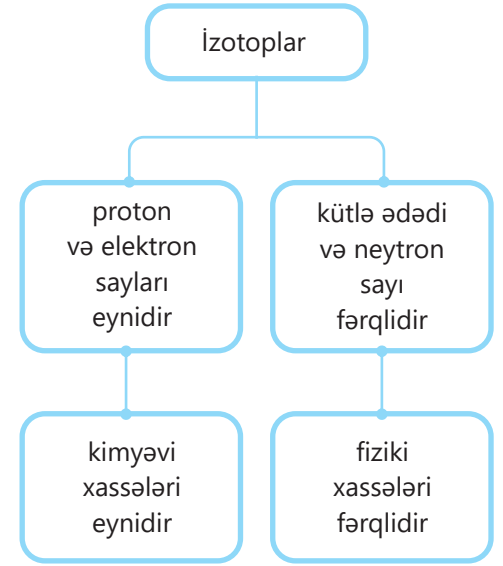 İzotoplar
proton
və elektron
sayları
eynidir
kütlə ədədi
və neytron
sayı
fərqlidir
kimyəvi
xassələri
eynidir
fiziki
xassələri
fərqlidir